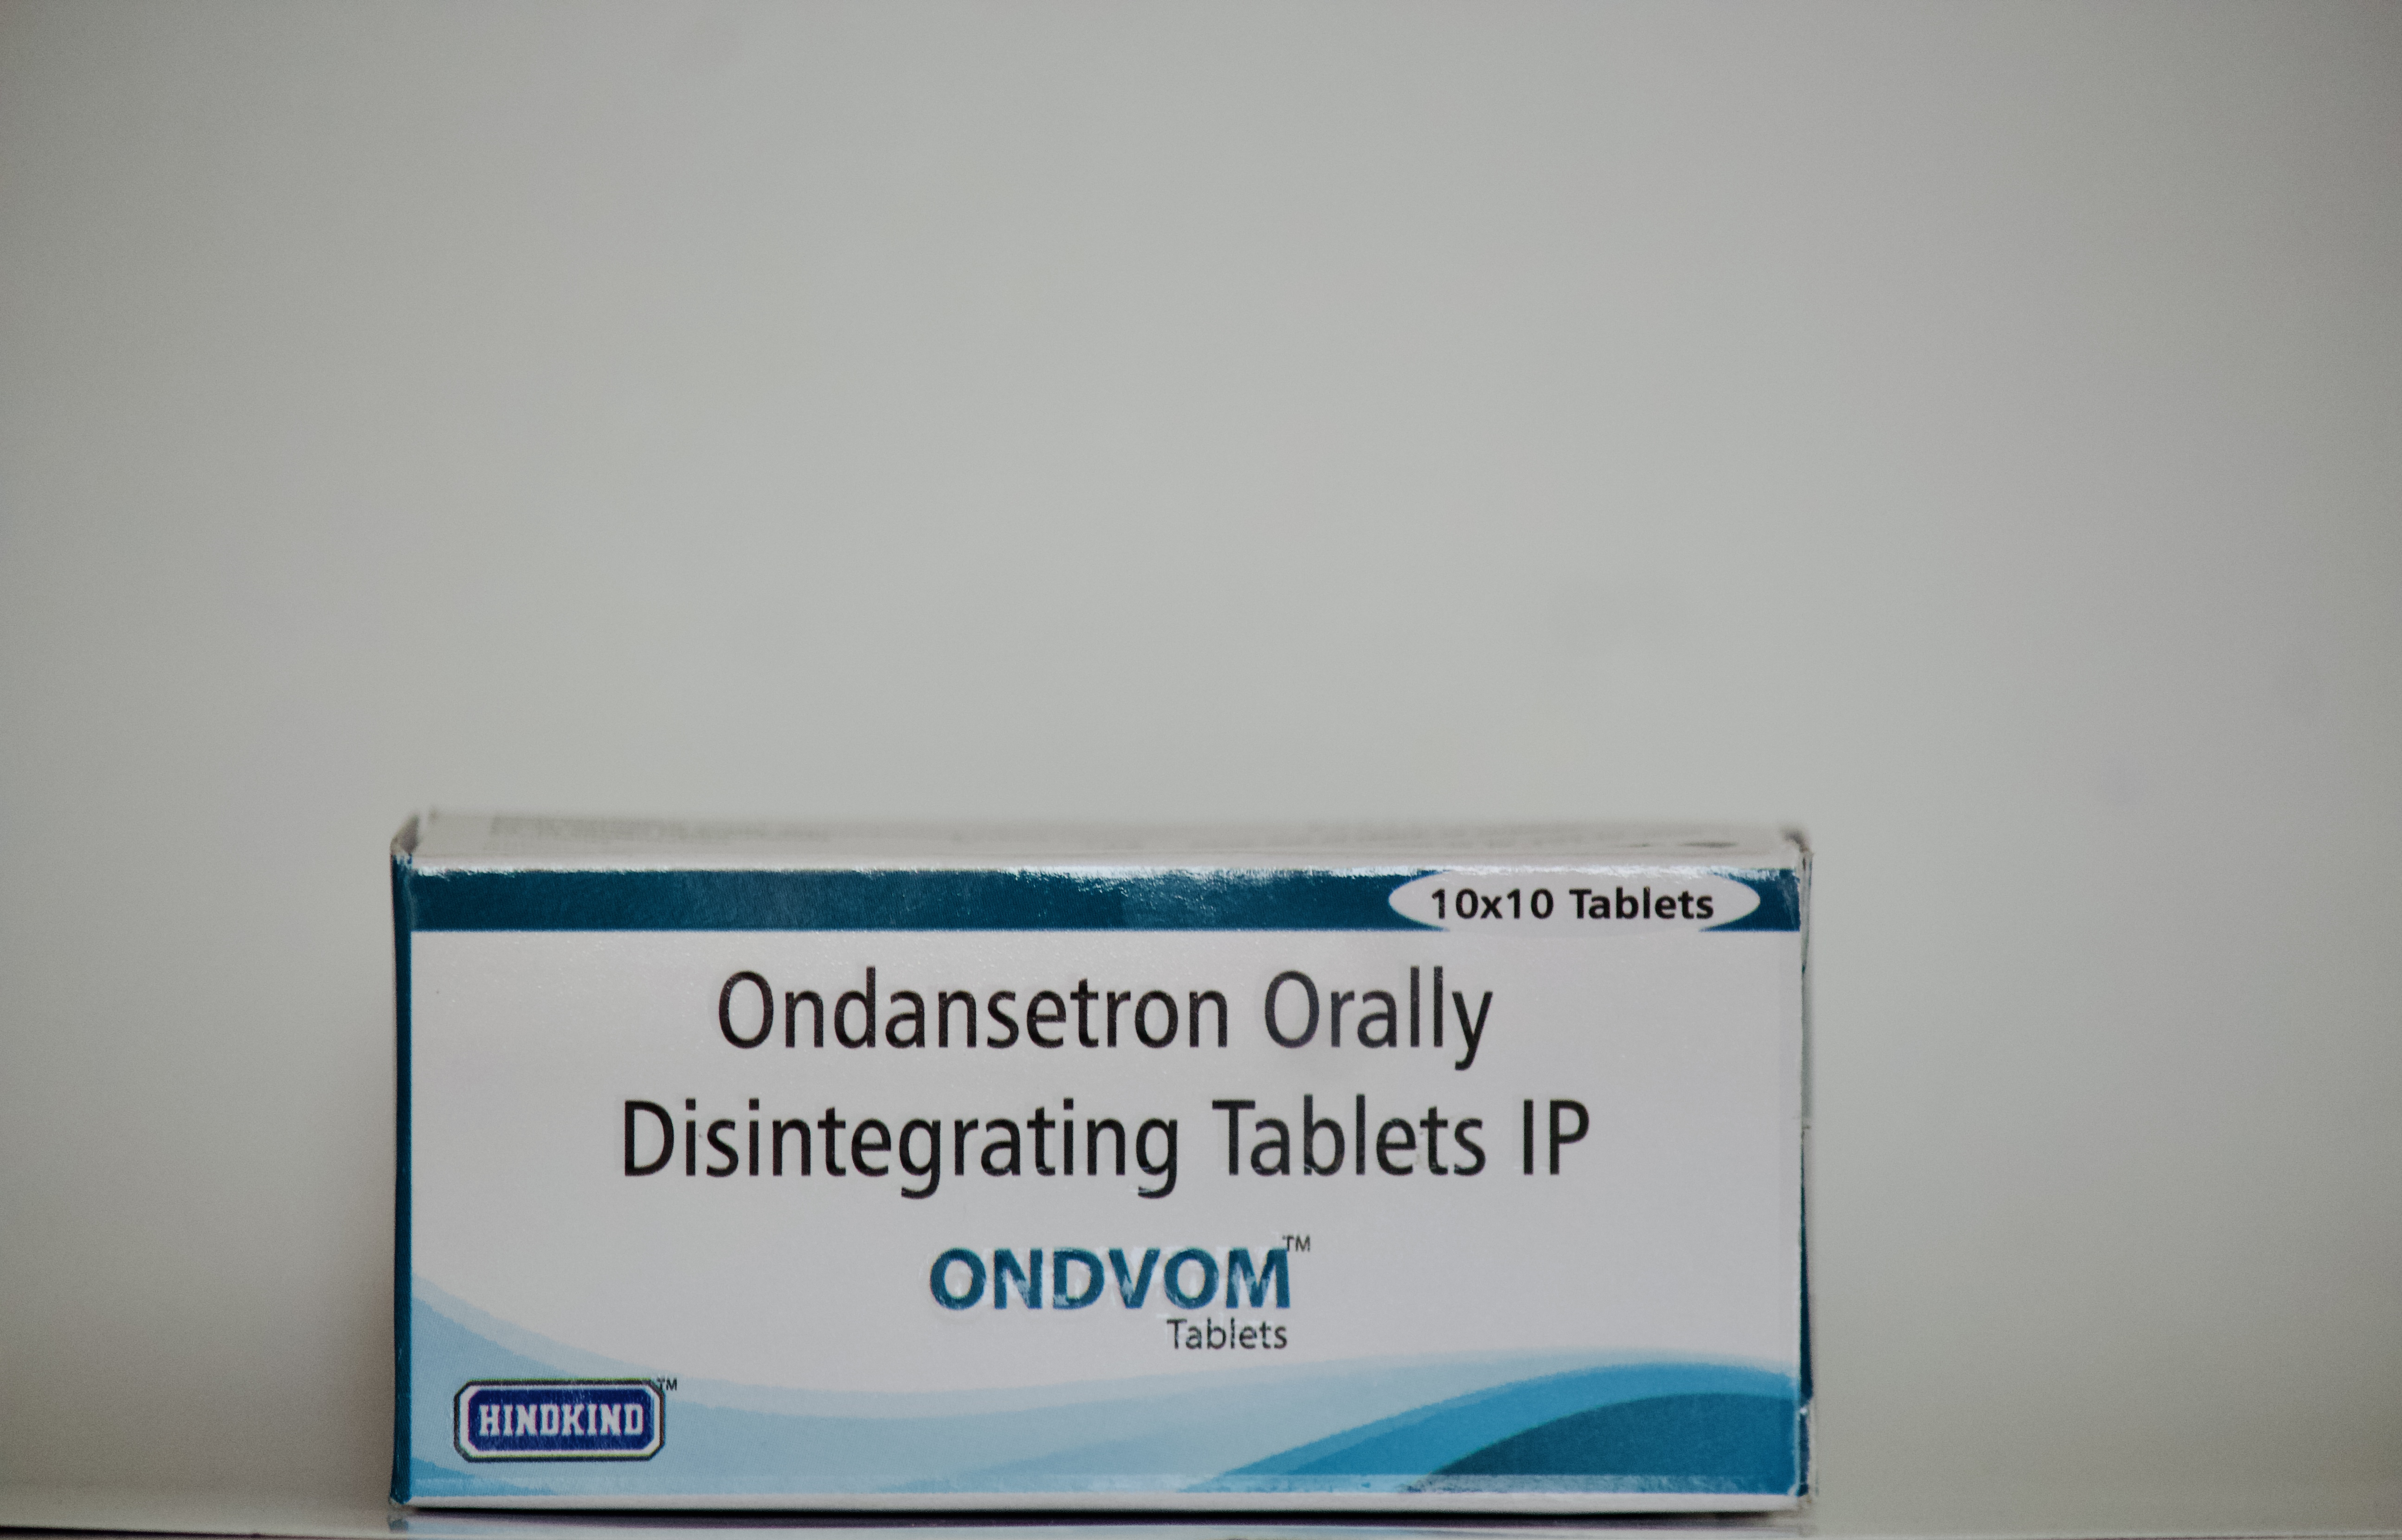 10x10 Tablets
Ondansetron Orally
Disintegrating Tablets IP
ONDVOM™
Tablets
HINDKIND™